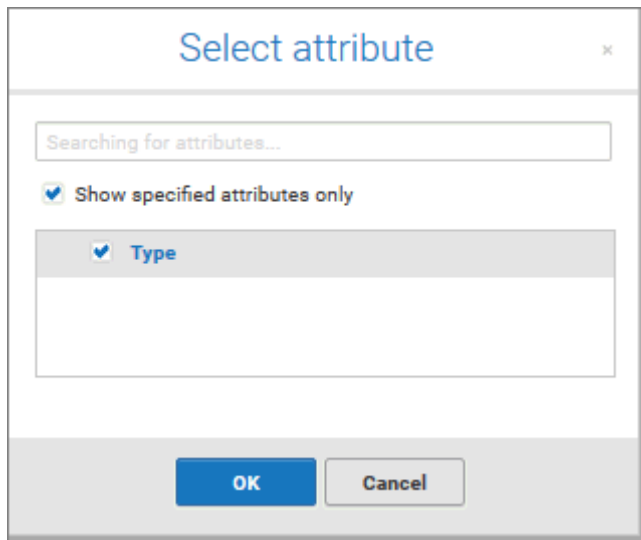 Select attribute
×
Searching for attributes...
Show specified attributes only
Type
OK
Cancel